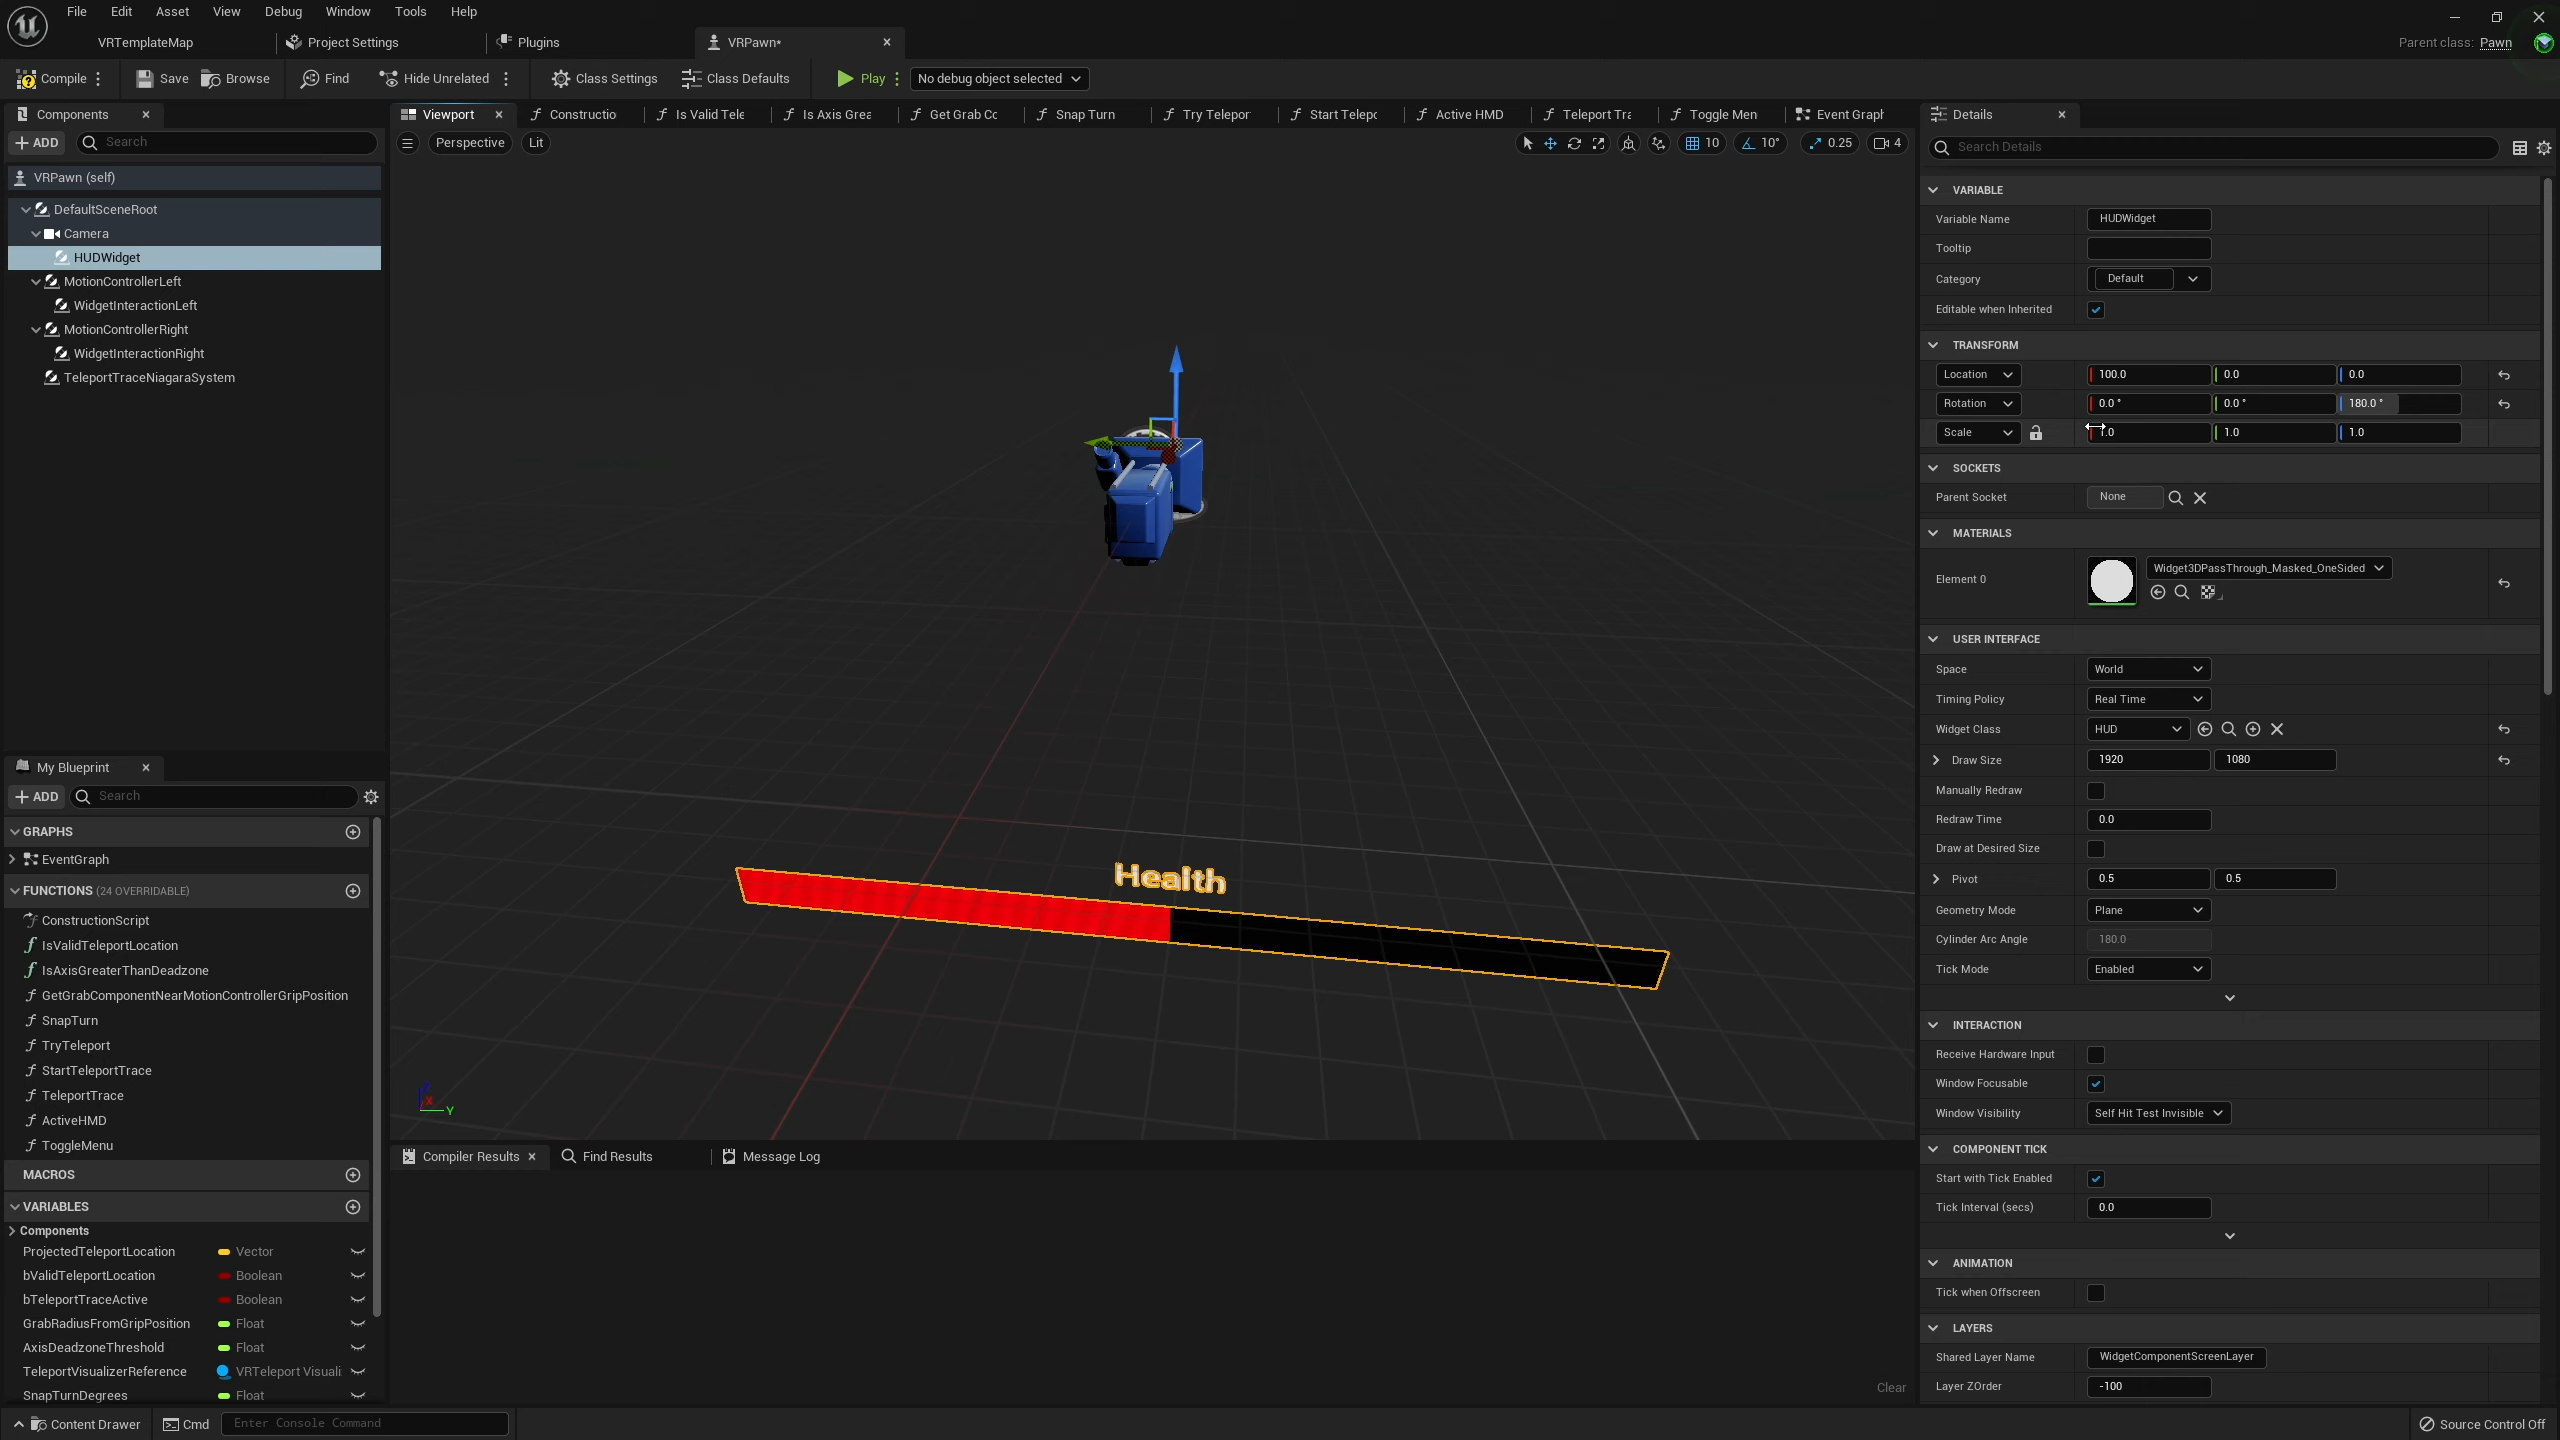 File Edit Asset View Debug Window Tools Help
VRTemplateMap Project Settings Plugins VRPawn* Parent class: Pawn
Compile Save Browse Find Hide Unrelated Class Settings Class Defaults Play No debug object selected
Components
ADD Search
VRPawn (self)
DefaultSceneRoot
Camera
HUDWidget
MotionControllerLeft
WidgetInteractionLeft
MotionControllerRight
WidgetInteractionRight
TeleportTraceNiagaraSystem
My Blueprint
ADD Search
GRAPHS
EventGraph
FUNCTIONS (24 OVERRIDABLE)
ConstructionScript
IsValidTeleportLocation
IsAxisGreaterThanDeadzone
GetGrabComponentNearMotionControllerGripPosition
SnapTurn
TryTeleport
StartTeleportTrace
TeleportTrace
ActiveHMD
ToggleMenu
MACROS
VARIABLES
Components
ProjectedTeleportLocation Vector
bValidTeleportLocation Boolean
bTeleportTraceActive Boolean
GrabRadiusFromGripPosition Float
AxisDeadzoneThreshold Float
TeleportVisualizerReference VRTeleport Visuali
SnapTurnDegrees Float
Viewport Constructio Is Valid Tele Is Axis Grea Get Grab Cc Snap Turn Try Telepor Start Telepc Active HMD Teleport Tra Toggle Men Event Graph
Perspective Lit 10 10° 0.25 4
Health
X Y
Compiler Results Find Results Message Log
Clear
Details
Search Details
VARIABLE
Variable Name HUDWidget
Tooltip
Category Default
Editable when Inherited
TRANSFORM
Location 100.0 0.0 0.0
Rotation 0.0 ° 0.0 ° 180.0 °
Scale 1.0 1.0 1.0
SOCKETS
Parent Socket None
MATERIALS
Element 0 Widget3DPassThrough_Masked_OneSided
USER INTERFACE
Space World
Timing Policy Real Time
Widget Class HUD
Draw Size 1920 1080
Manually Redraw
Redraw Time 0.0
Draw at Desired Size
Pivot 0.5 0.5
Geometry Mode Plane
Cylinder Arc Angle 180.0
Tick Mode Enabled
INTERACTION
Receive Hardware Input
Window Focusable
Window Visibility Self Hit Test Invisible
COMPONENT TICK
Start with Tick Enabled
Tick Interval (secs) 0.0
ANIMATION
Tick when Offscreen
LAYERS
Shared Layer Name WidgetComponentScreenLayer
Layer ZOrder -100
Content Drawer Cmd Enter Console Command Source Control Off